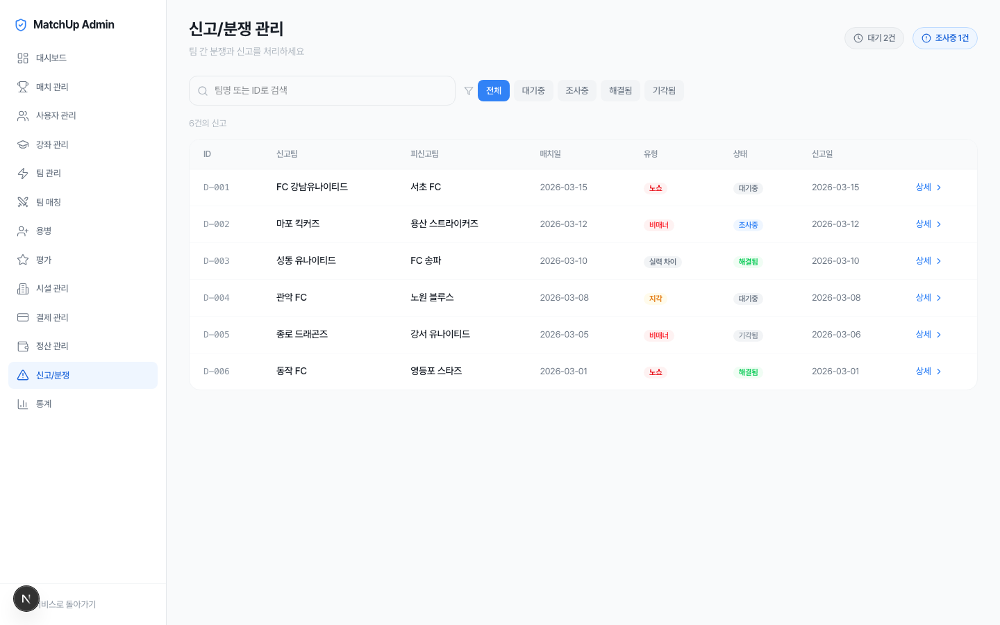 MatchUp Admin
대시보드
매치 관리
사용자 관리
강좌 관리
팀 관리
팀 매칭
용병
평가
시설 관리
결제 관리
정산 관리
신고/분쟁
통계
N
비스로 돌아가기
신고/분쟁 관리
팀 간 분쟁과 신고를 처리하세요
대기 2건
조사중 1건
팀명 또는 ID로 검색
전체 대기중 조사중 해결됨 기각됨
6건의 신고
ID 신고팀 피신고팀 매치일 유형 상태 신고일
D-001 FC 강남유나이티드 서초 FC 2026-03-15 노쇼 대기중 2026-03-15 상세
D-002 마포 킥커즈 용산 스트라이커즈 2026-03-12 비매너 조사중 2026-03-12 상세
D-003 성동 유나이티드 FC 송파 2026-03-10 실력 차이 해결됨 2026-03-10 상세
D-004 관악 FC 노원 블루스 2026-03-08 지각 대기중 2026-03-08 상세
D-005 종로 드래곤즈 강서 유나이티드 2026-03-05 비매너 기각됨 2026-03-06 상세
D-006 동작 FC 영등포 스타즈 2026-03-01 노쇼 해결됨 2026-03-01 상세